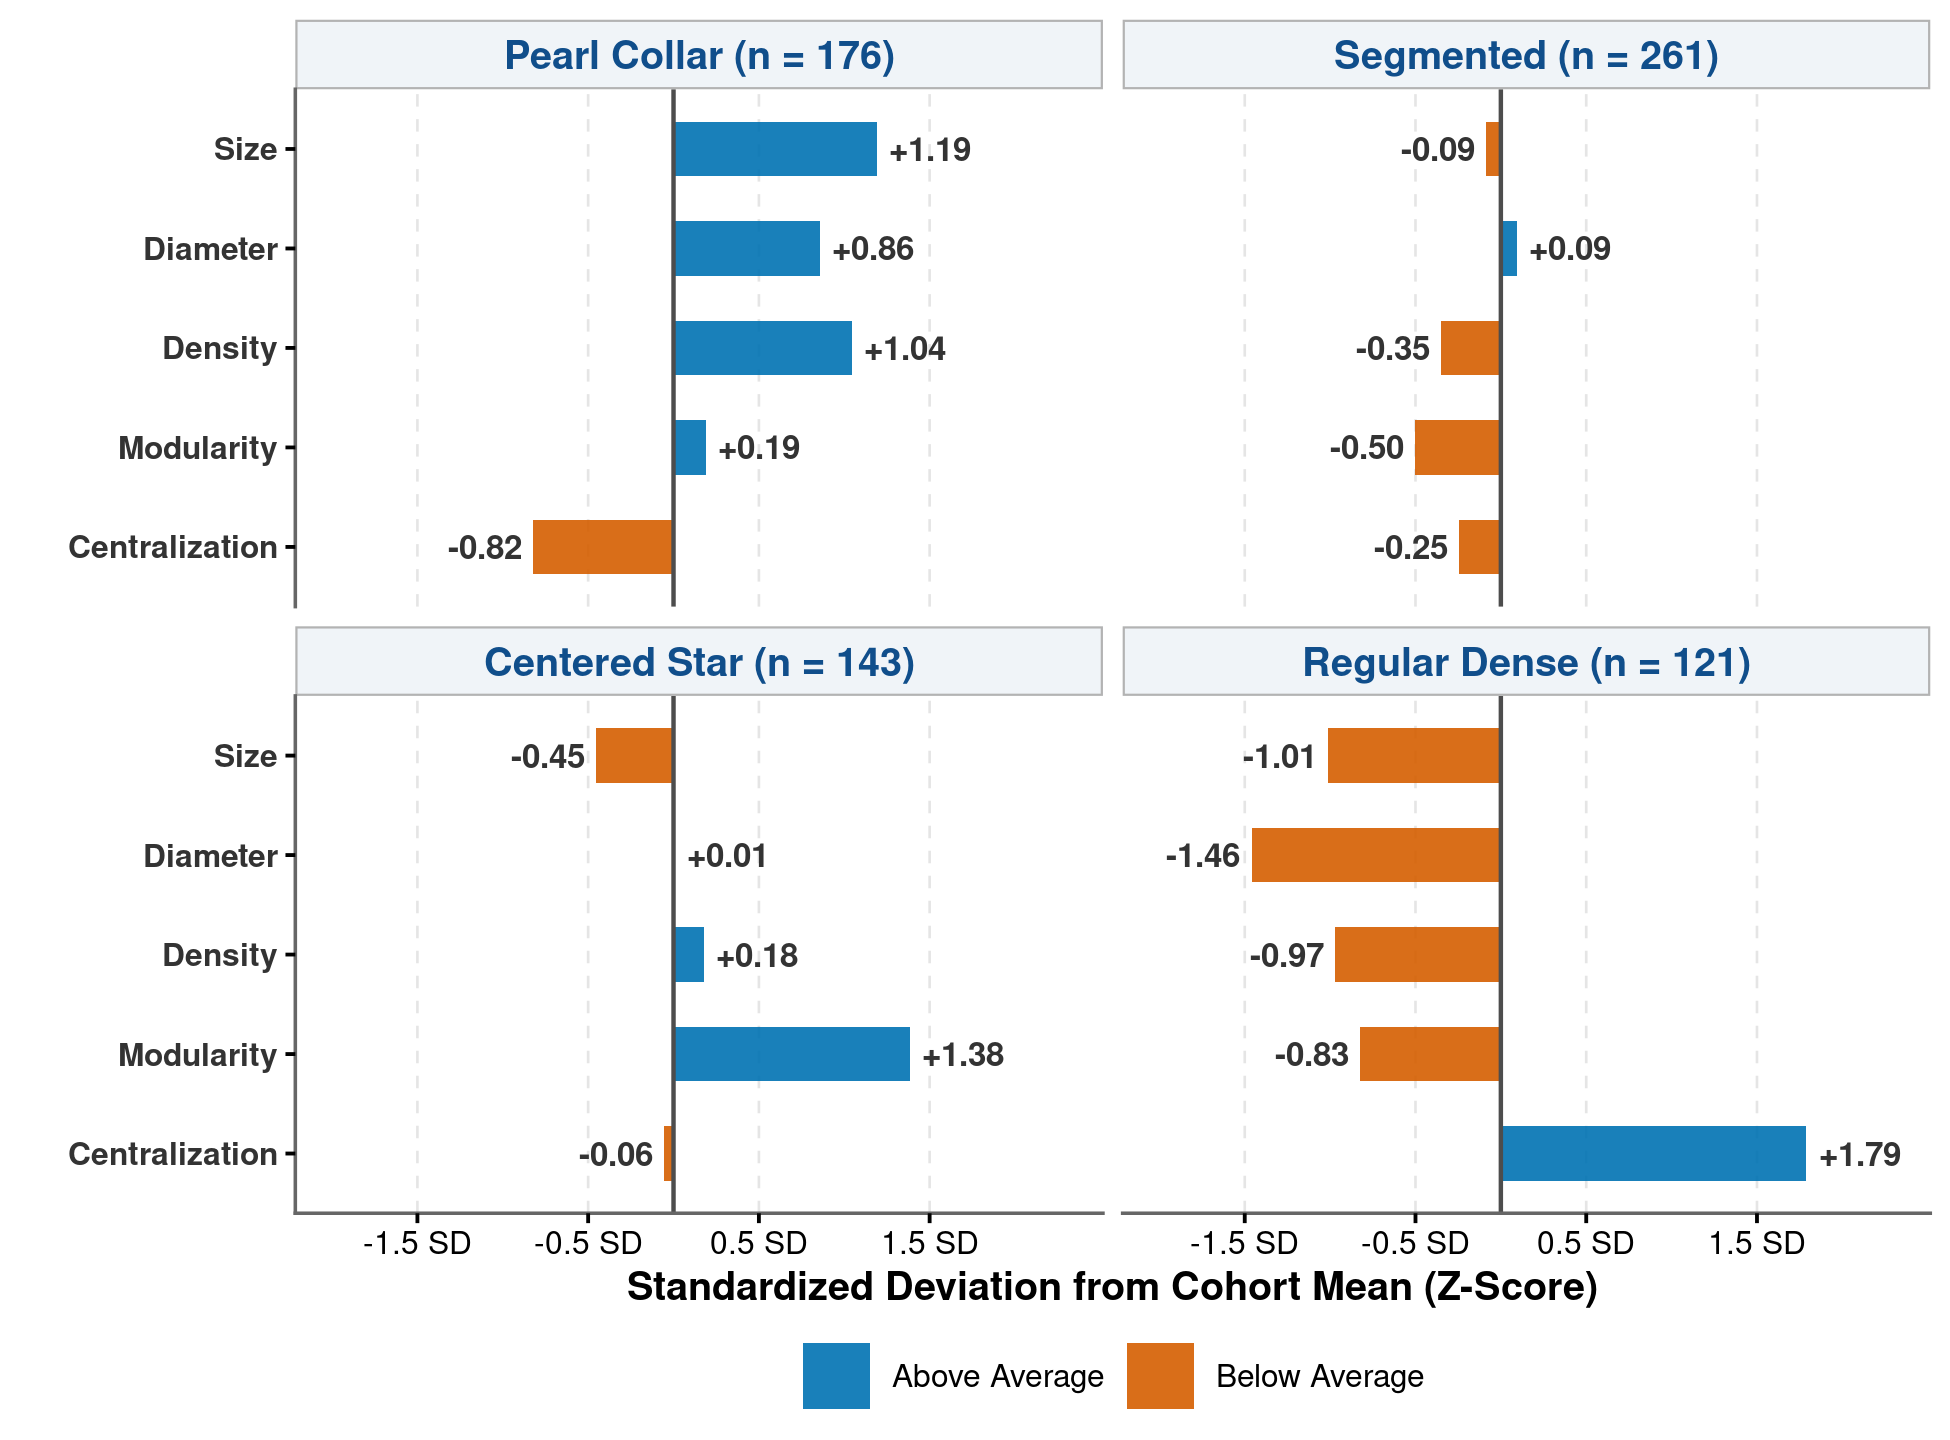 Pearl Collar (n = 176)
Segmented (n = 261)
Size
+1.19
-0.09
Diameter
+0.86
+0.09
Density
+1.04
-0.35
Modularity
+0.19
-0.50
Centralization
-0.82
-0.25
Centered Star (n = 143)
Regular Dense (n = 121)
Size
-0.45
-1.01
Diameter
+0.01
-1.46
Density
+0.18
-0.97
Modularity
+1.38
-0.83
Centralization
-0.06
+1.79
-1.5 SD
-0.5 SD
0.5 SD
1.5 SD
-1.5 SD
-0.5 SD
0.5 SD
1.5 SD
Standardized Deviation from Cohort Mean (Z-Score)
Above Average
Below Average